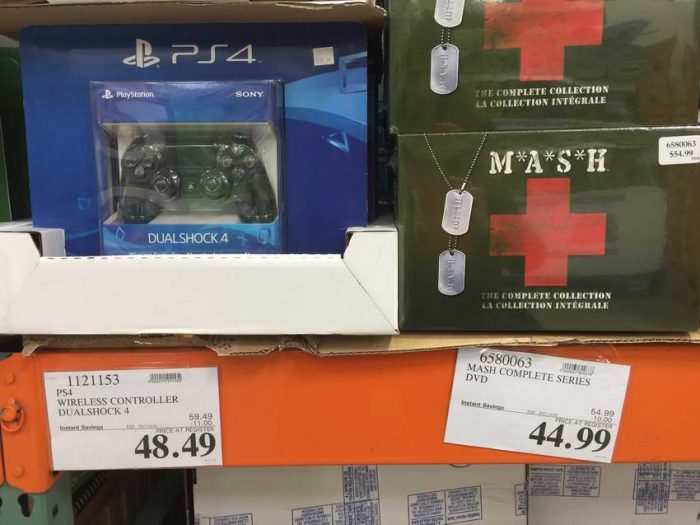 PS4
PlayStation
SONY
DUALSHOCK 4
THE COMPLETE COLLECTION
LA COLLECTION INTÉGRALE
6580063
$54.99
M*A*S*H
M*A*S*H
THE COMPLETE COLLECTION
LA COLLECTION INTÉGRALE
1121153
PS4
WIRELESS CONTROLLER
DUALSHOCK 4
59.49
Instant Savings
-11.00
PRICE AT REGISTER
48.49
6580063
MASH COMPLETE SERIES
DVD
54.99
Instant Savings
-10.00
PRICE AT REGISTER
44.99